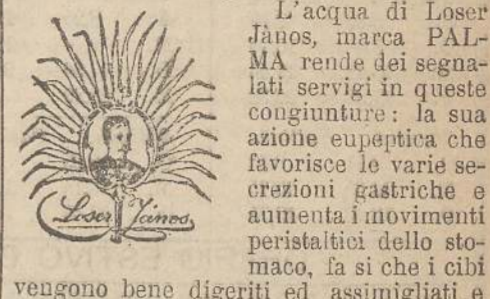 L'acqua di Loser
János, marca PAL-
MA rende dei segna-
lati servigi in queste
congiunture: la sua
azione eupeptica che
favorisce le varie se-
crezioni gastriche e
aumenta i movimenti
peristaltici dello sto-
maco, fa si che i cibi
vengono bene digeriti ed assimigliati e
Loser János